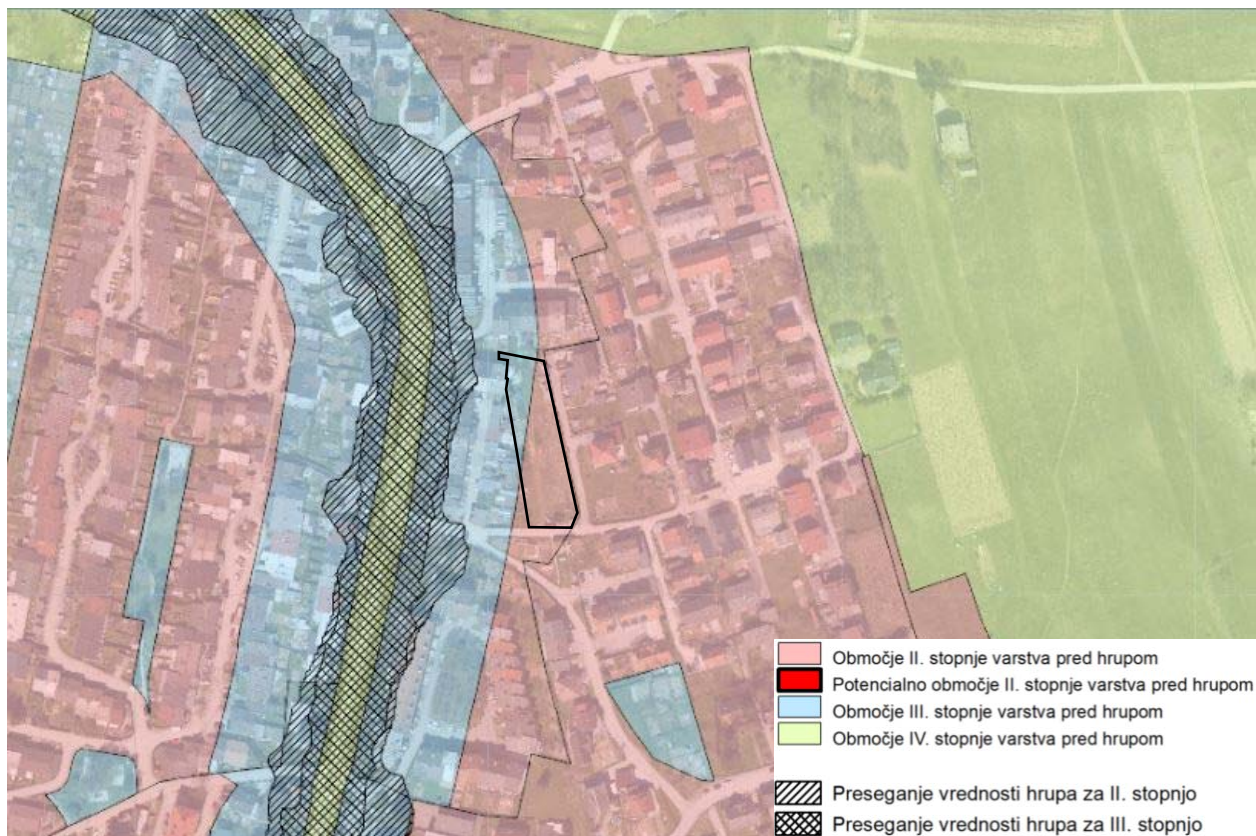 Območje II. stopnje varstva pred hrupom
Potencialno območje II. stopnje varstva pred hrupom
Območje III. stopnje varstva pred hrupom
Območje IV. stopnje varstva pred hrupom
Preseganje vrednosti hrupa za II. stopnjo
Preseganje vrednosti hrupa za III. stopnjo